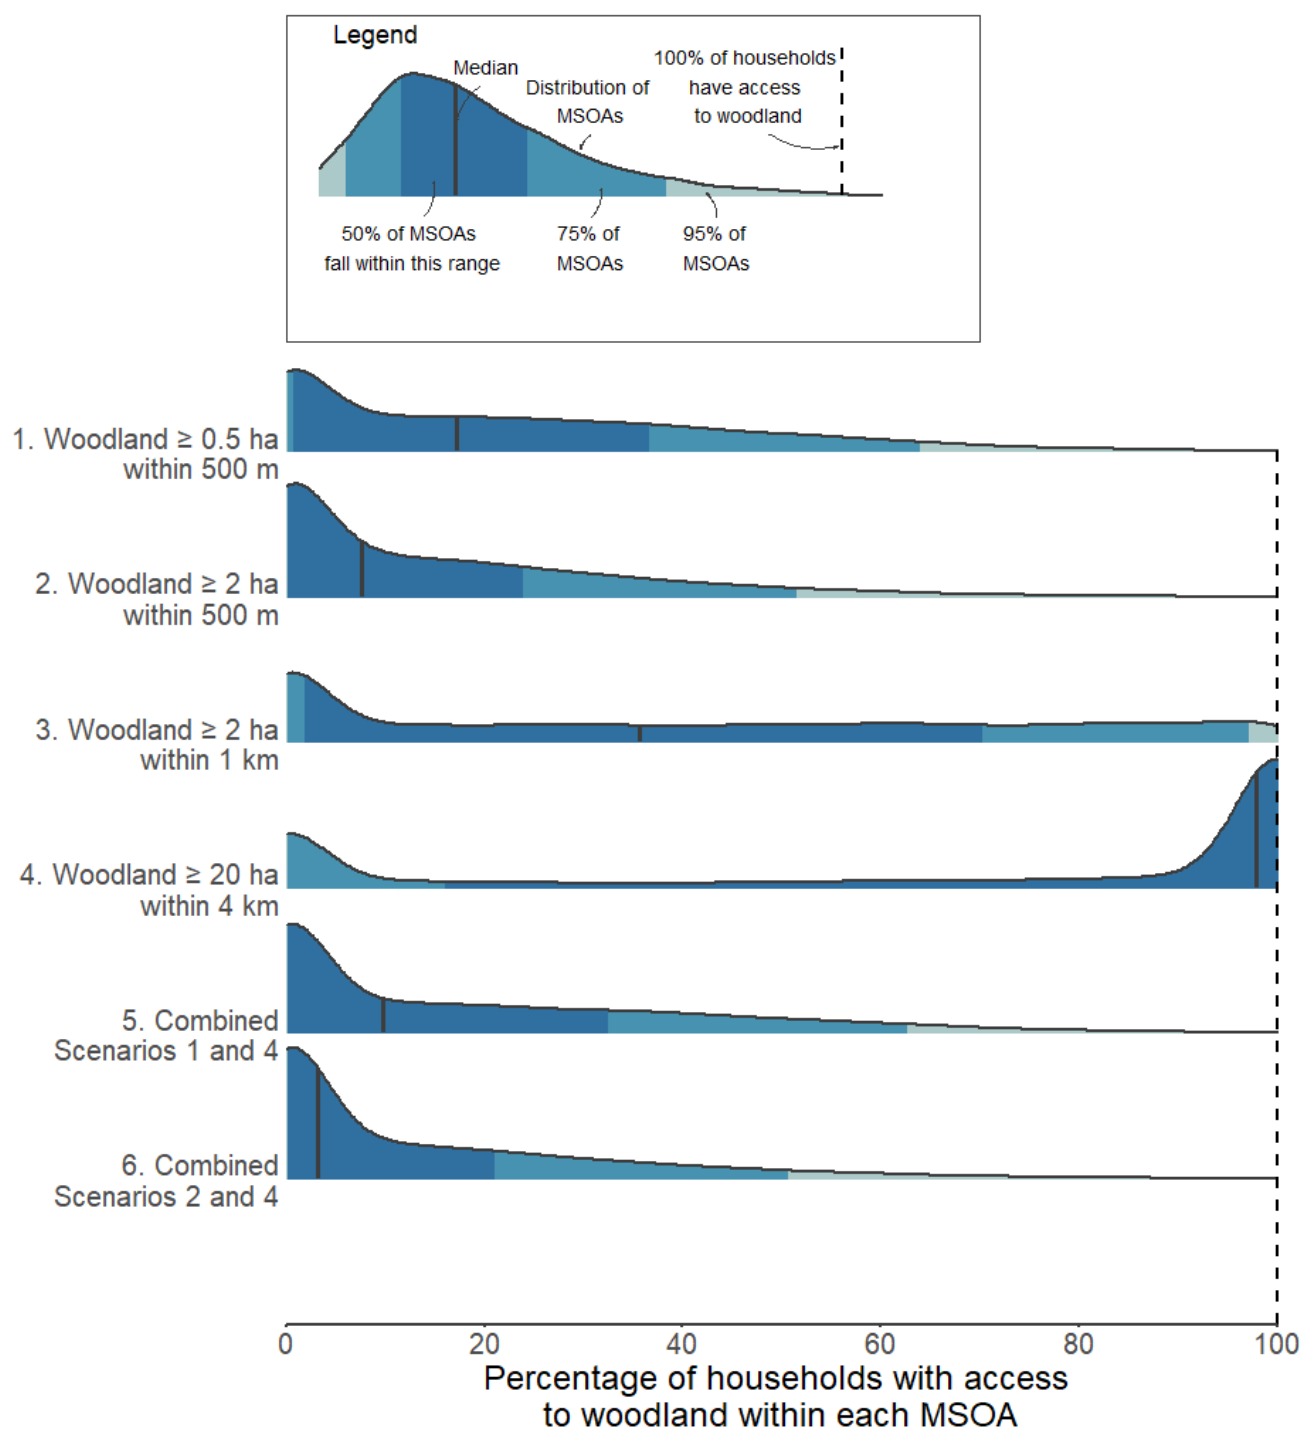 Legend
Median
Distribution of
MSOAs
100% of households
have access
to woodland
50% of MSOAs
fall within this range
75% of
MSOAs
95% of
MSOAs
1. Woodland ≥ 0.5 ha
within 500 m
2. Woodland ≥ 2 ha
within 500 m
3. Woodland ≥ 2 ha
within 1 km
4. Woodland ≥ 20 ha
within 4 km
5. Combined
Scenarios 1 and 4
6. Combined
Scenarios 2 and 4
0 20 40 60 80 100
Percentage of households with access
to woodland within each MSOA